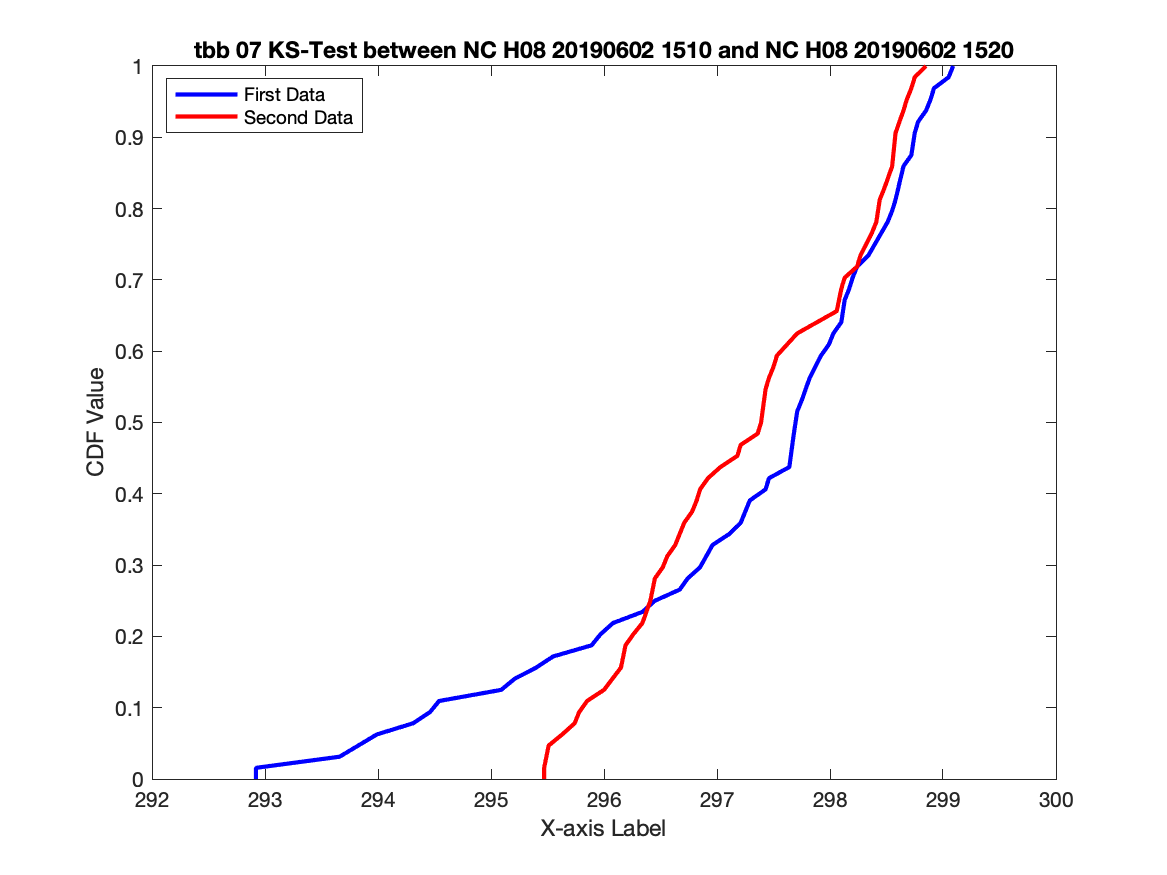 tbb 07 KS-Test between NC H08 20190602 1510 and NC H08 20190602 1520
First Data
Second Data
1
0.9
0.8
0.7
0.6
0.5
0.4
0.3
0.2
0.1
0
CDF Value
292 293 294 295 296 297 298 299 300
X-axis Label